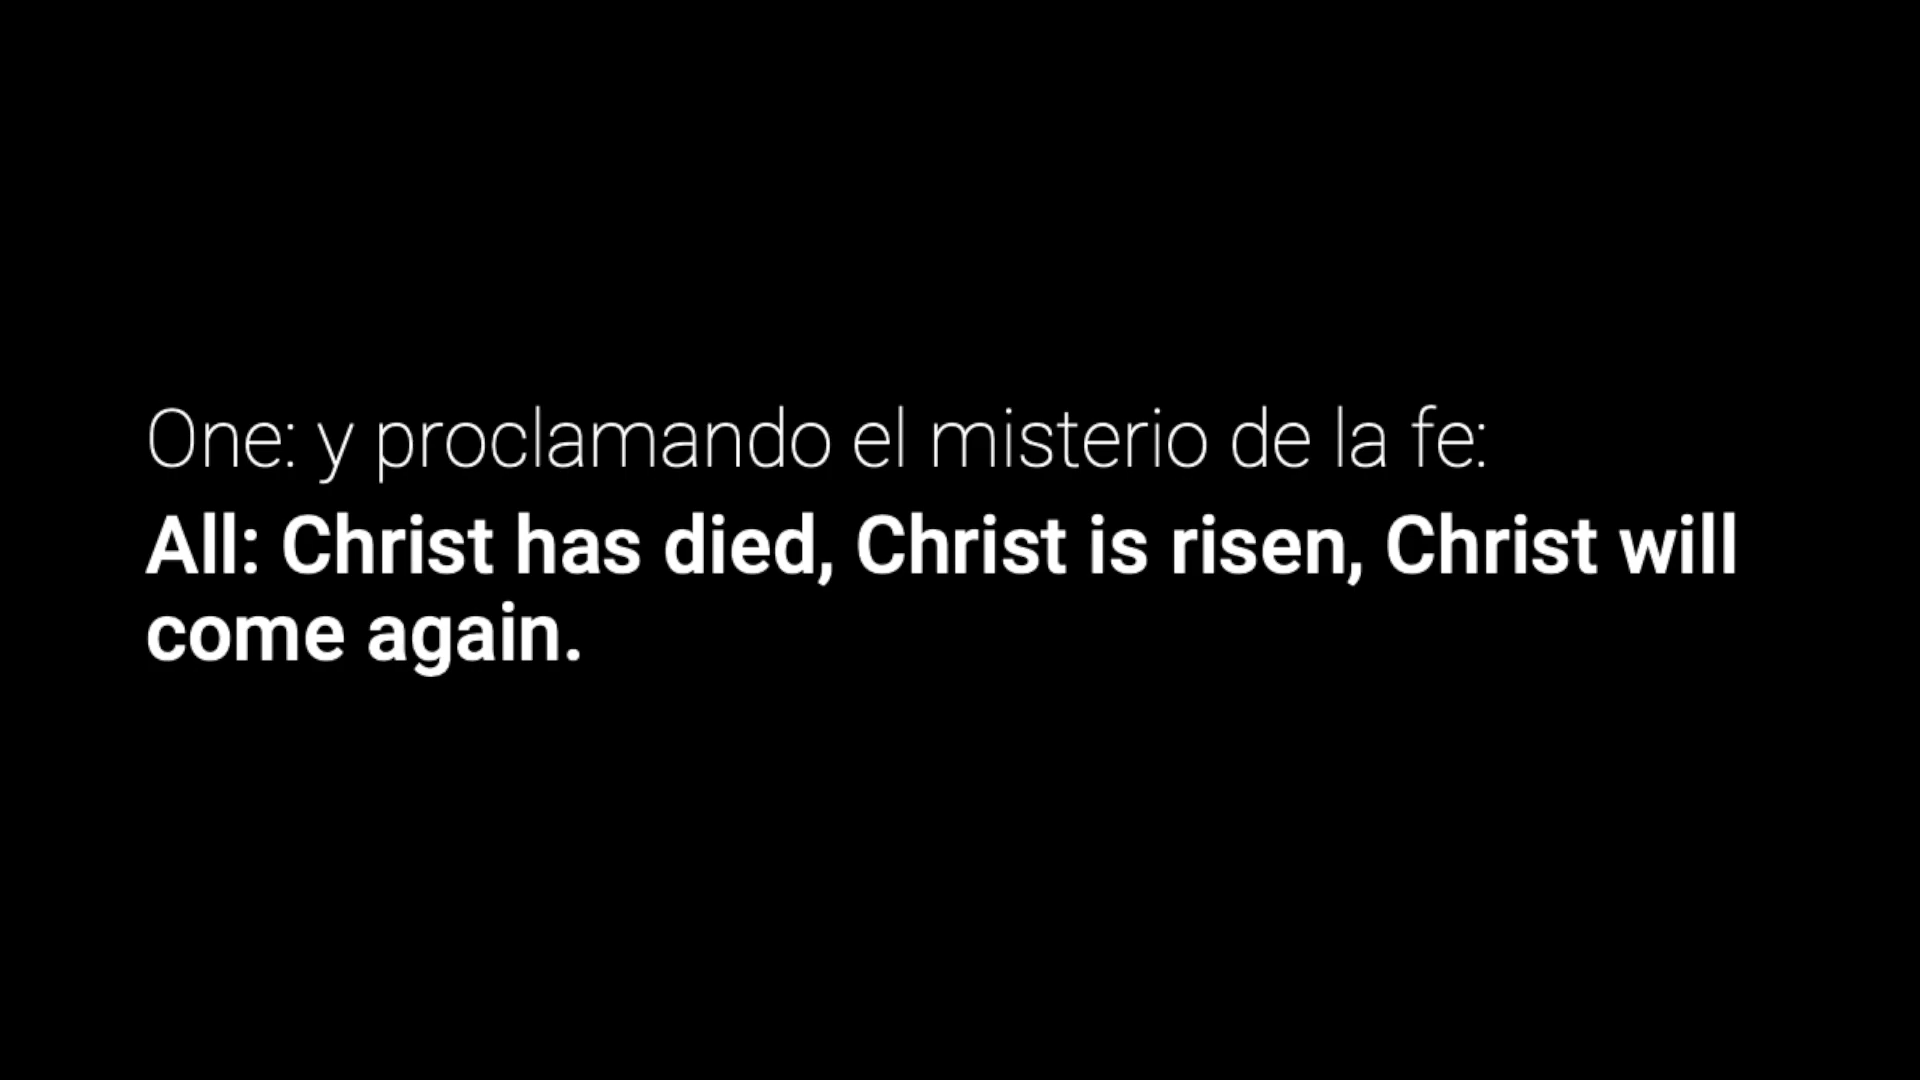 One: y proclamando el misterio de la fe:
All: Christ has died, Christ is risen, Christ will
come again.